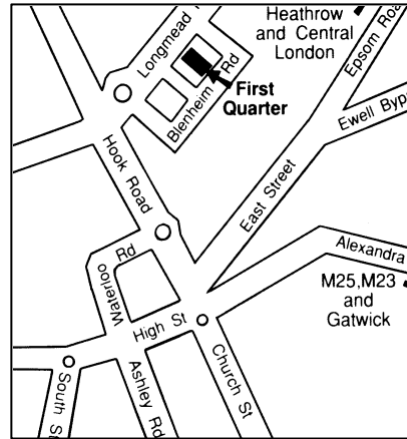 Heathrow
and Central
London
Longmead
Epsom Road
First
Quarter
Blenheim Rd
Ewell Byp
Hook Road
East Street
Waterloo Rd
Alexandra
M25,M23
and
Gatwick
High St
Church St
Ashley Rd
South St